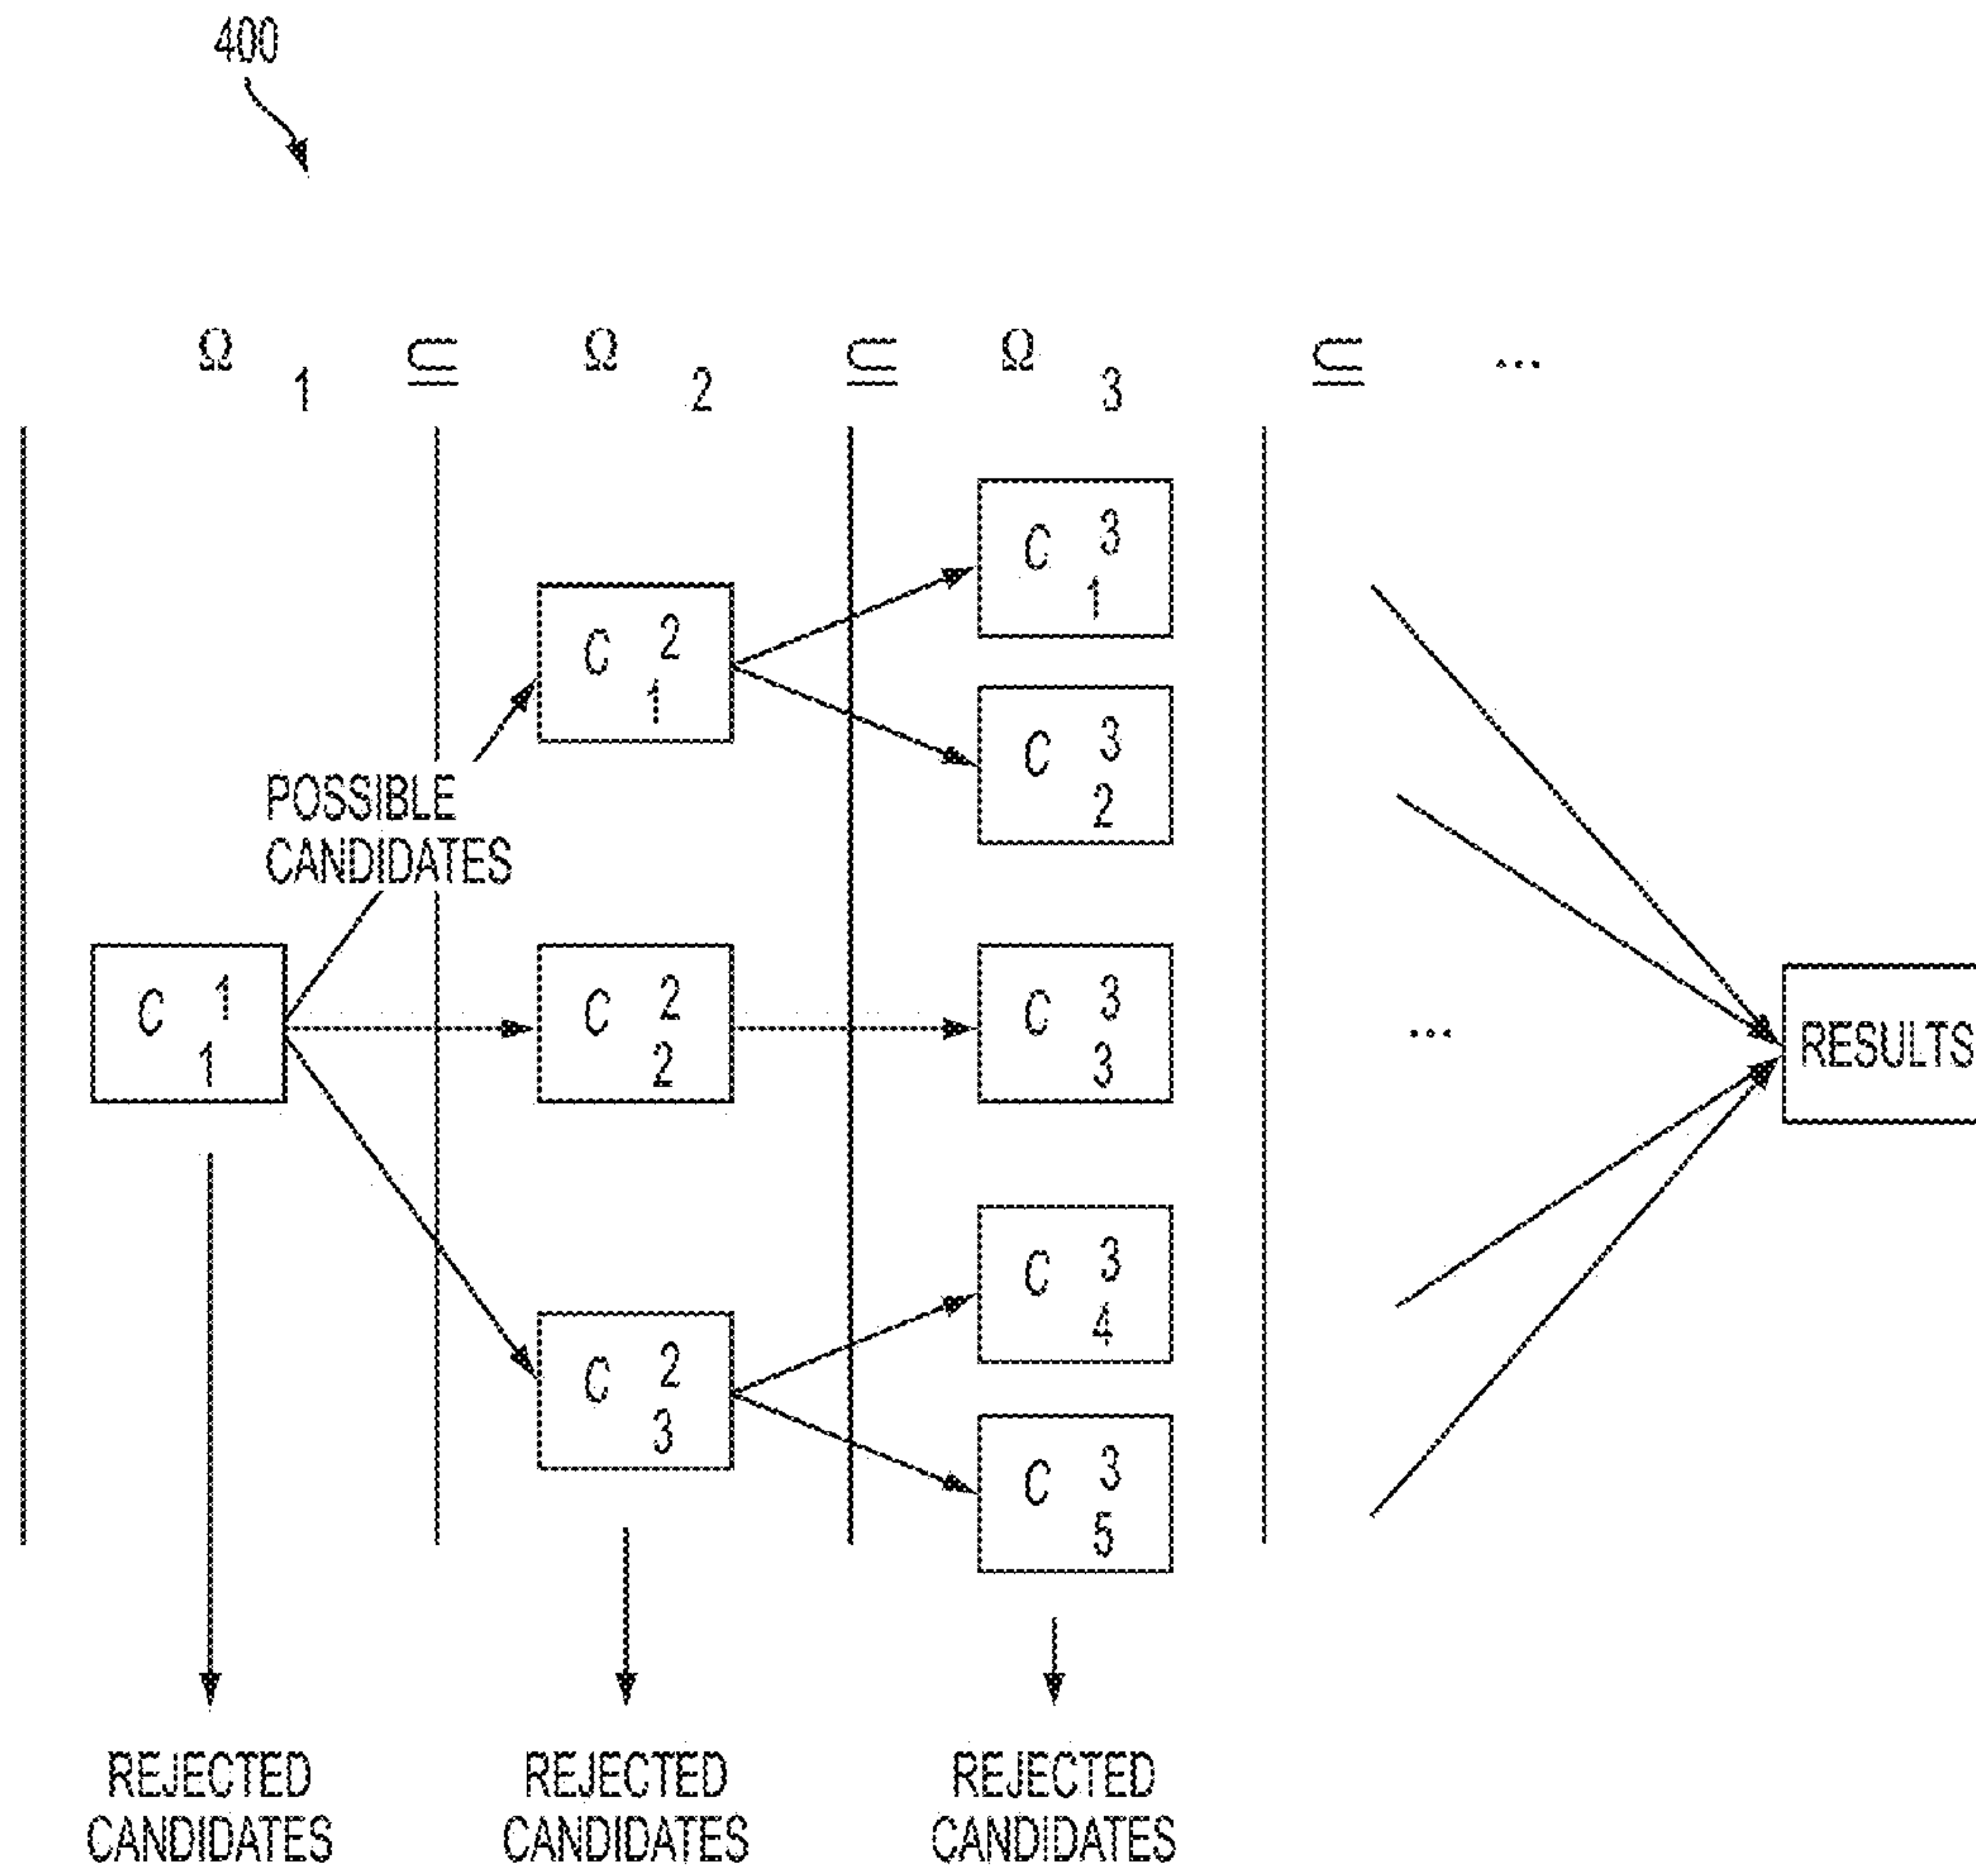 400
Ω 1 ⊆ Ω 2 ⊆ Ω 3 ⊆ ...
C 3 1
C 2 1
C 3 2
POSSIBLE
CANDIDATES
C 1 1
C 2 2
C 3 3
...
RESULTS
C 3 4
C 2 3
C 3 5
REJECTED
CANDIDATES
REJECTED
CANDIDATES
REJECTED
CANDIDATES